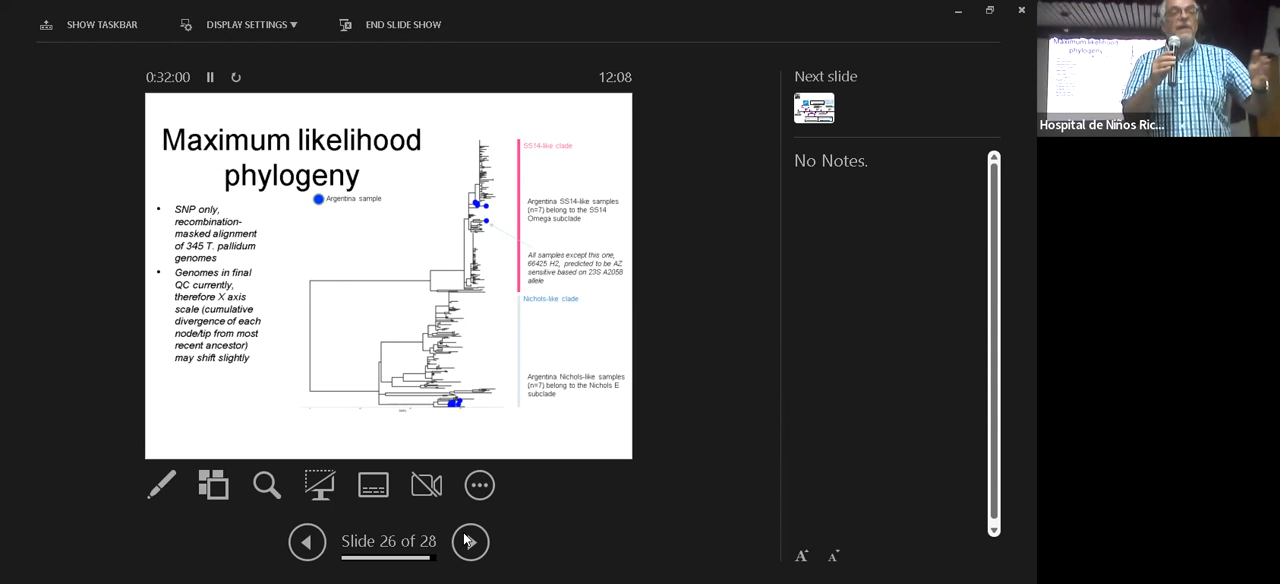 SHOW TASKBAR
DISPLAY SETTINGS
END SLIDE SHOW
0:32:00
12:08
Maximum likelihood
phylogeny
Argentina sample
SNP only,
recombination-
masked alignment
of 345 T. pallidum
genomes
Genomes in final
QC currently,
therefore X axis
scale (cumulative
divergence of each
node/tip from most
recent ancestor)
may shift slightly
SS14-like clade
Argentina SS14-like samples
(n=7) belong to the SS14
Omega subclade
All samples except this one,
66425 H2, predicted to be AZ
sensitive based on 23S A2058
allele
Nichols-like clade
Argentina Nichols-like samples
(n=7) belong to the Nichols E
subclade
Slide 26 of 28
Next slide
No Notes.
A
A
Maximum likelihood
phylogeny
Hospital de Niños Ric...